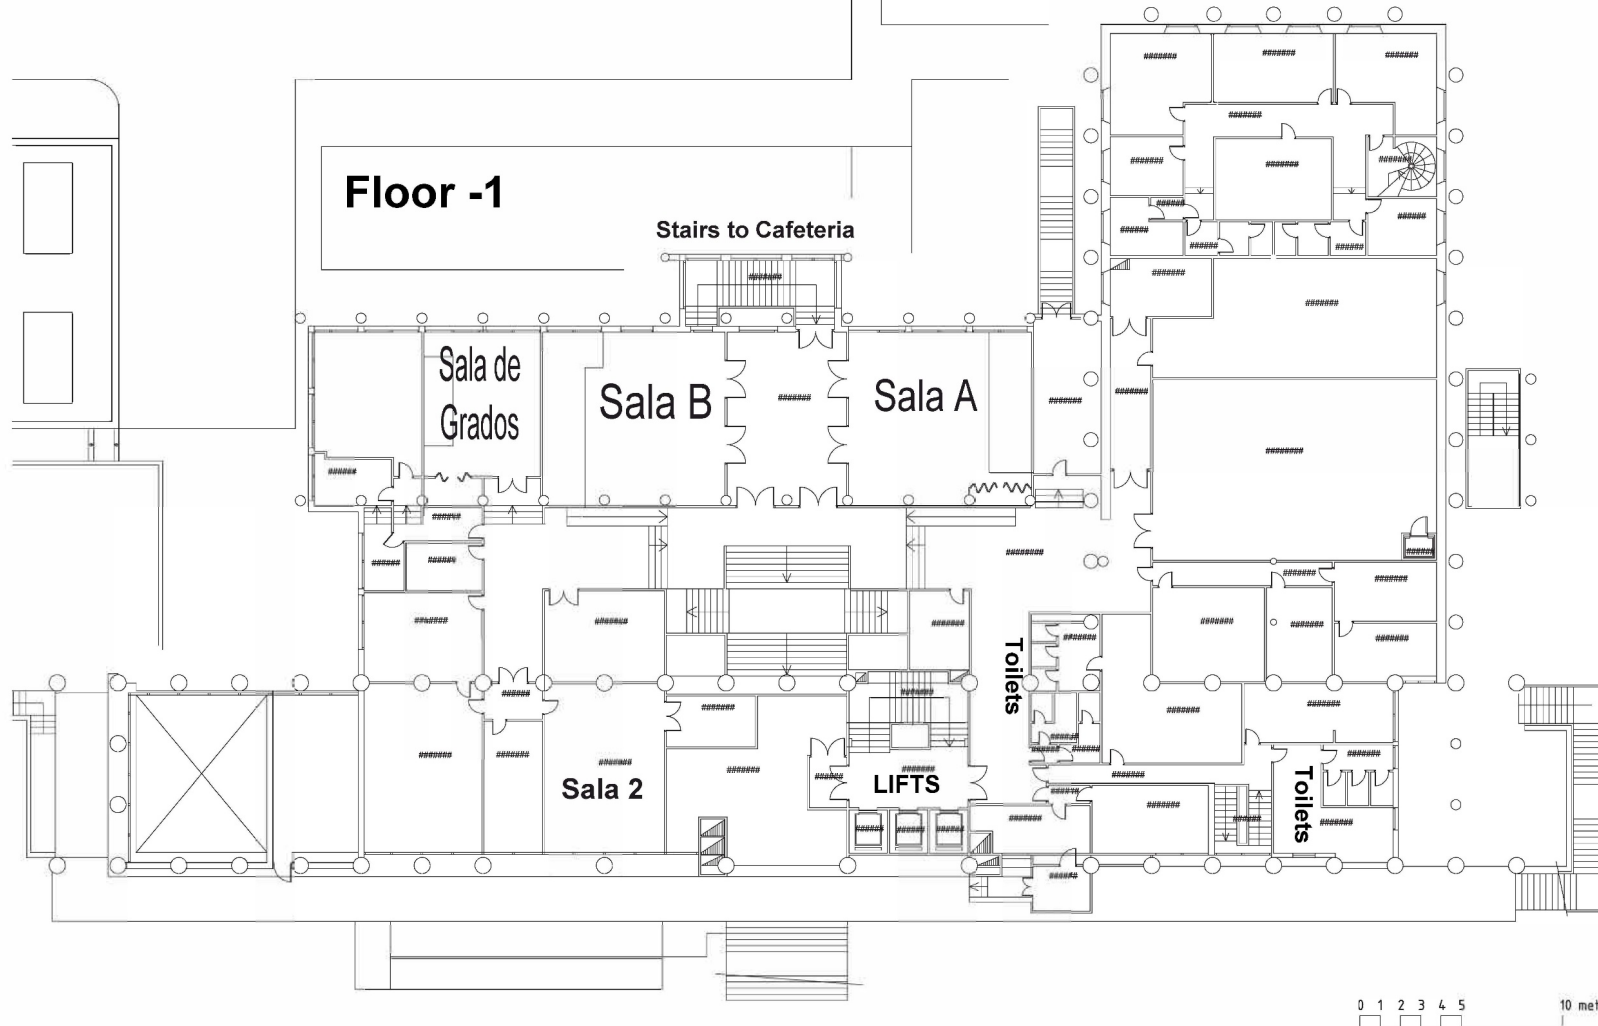 Floor -1
Stairs to Cafeteria
Sala de
Grados
Sala B
Sala A
Toilets
Sala 2
LIFTS
Toilets
0 1 2 3 4 5
10 met